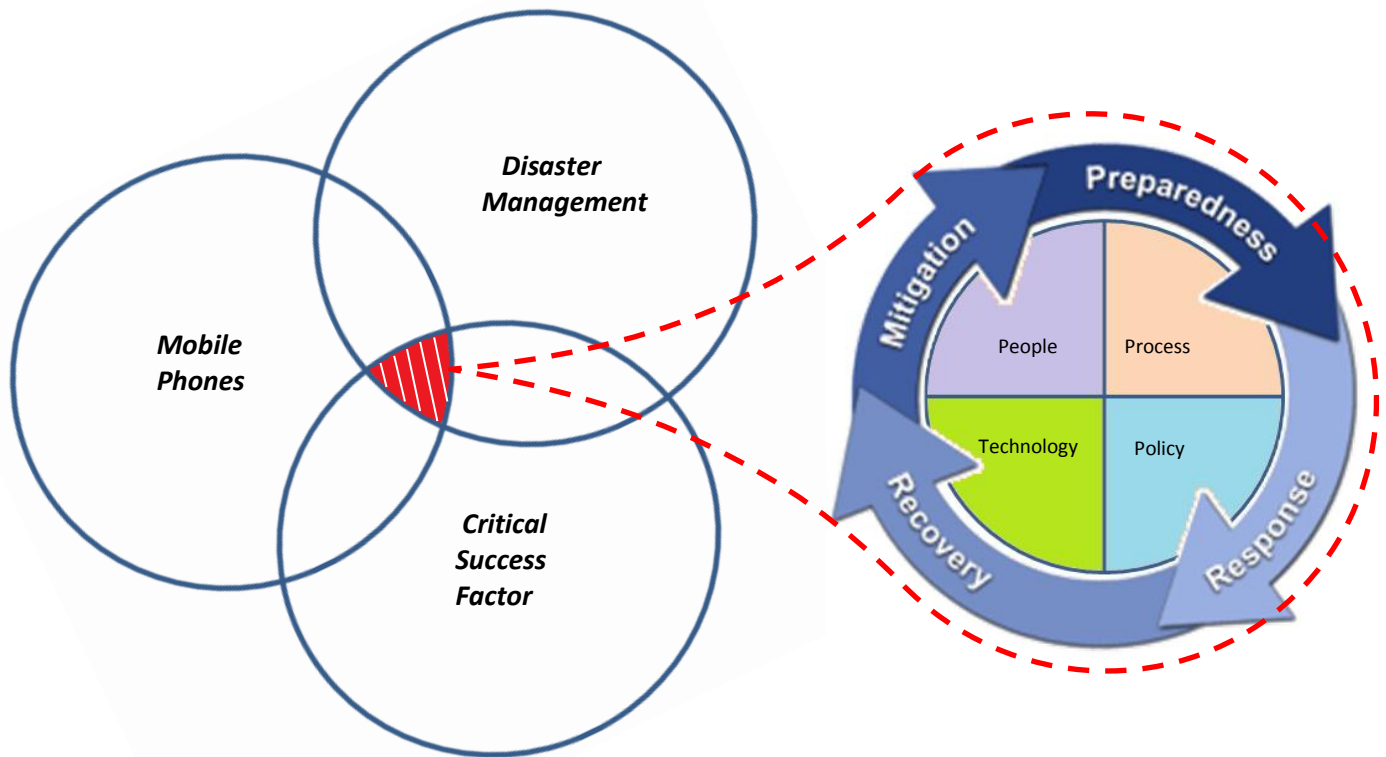 Disaster
Management
Mobile
Phones
Critical
Success
Factor
Preparedness
Mitigation
People
Process
Technology
Policy
Recovery
Response